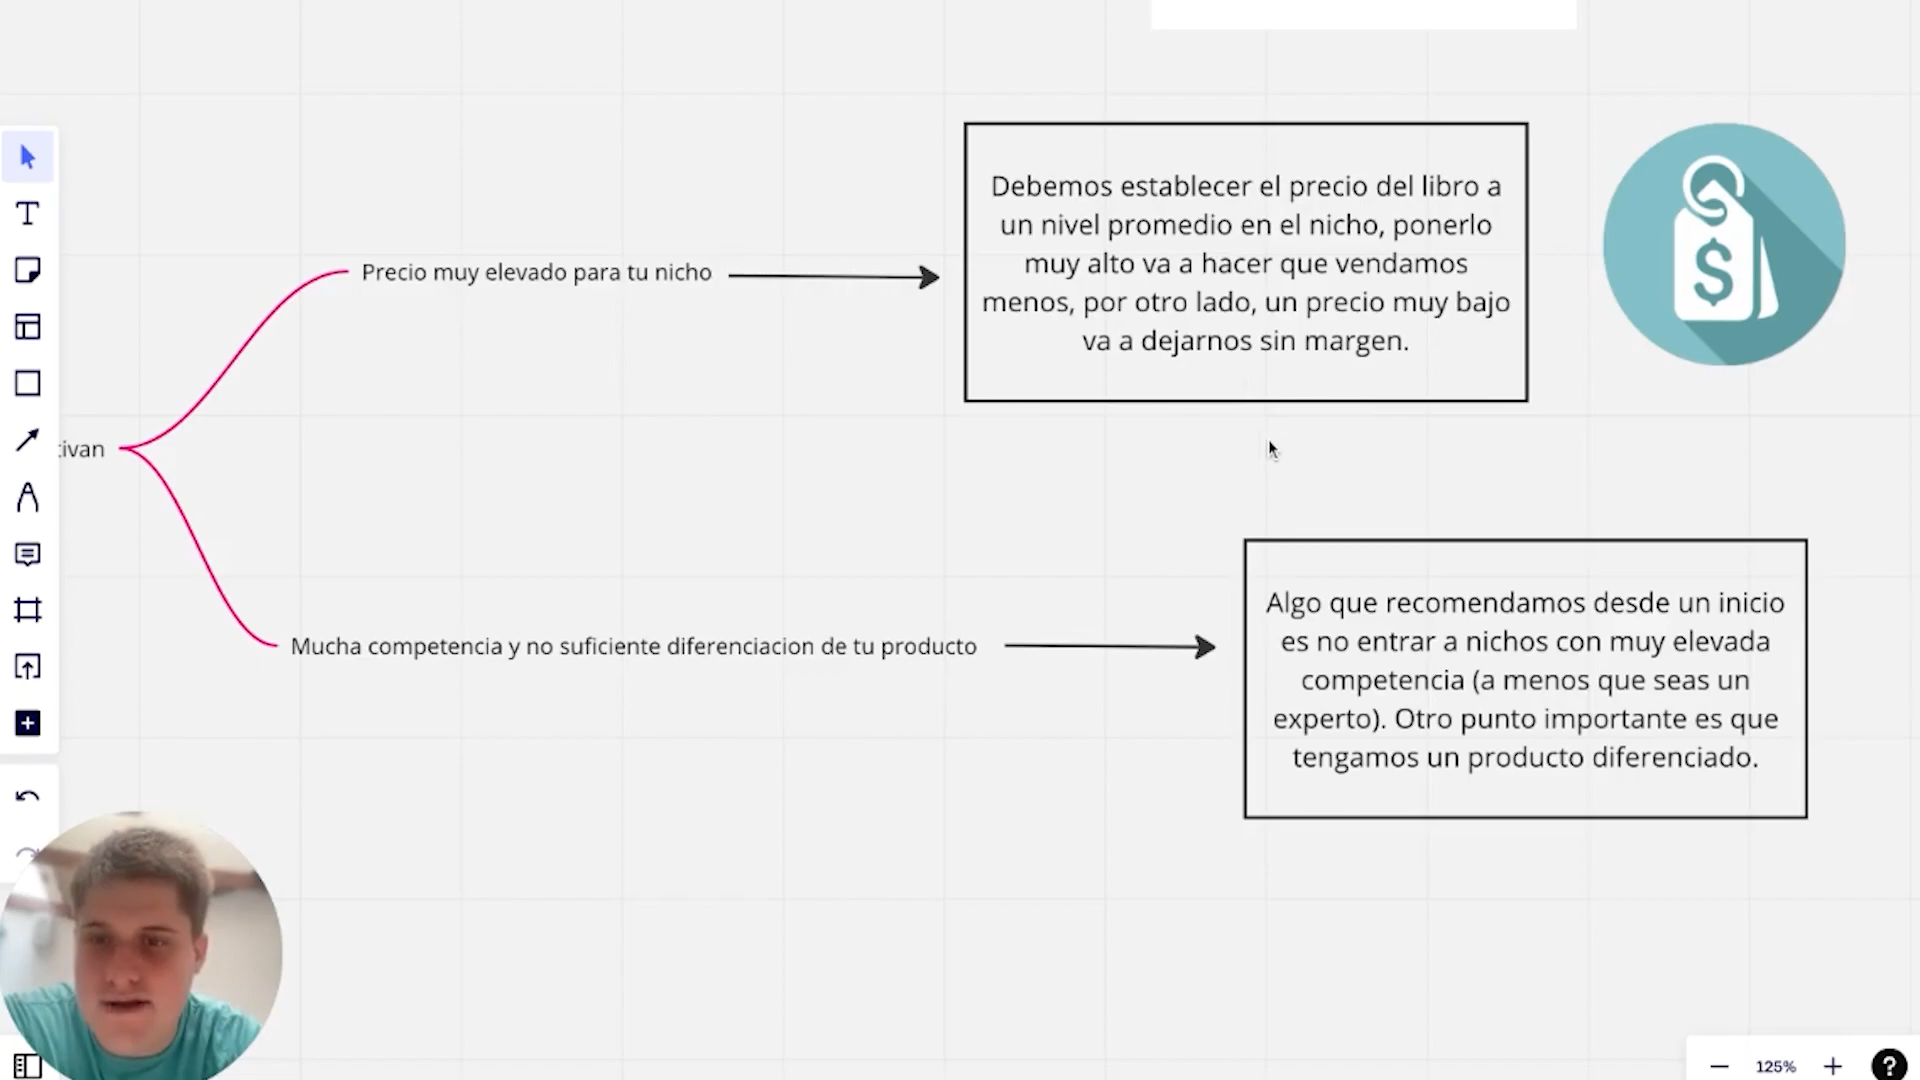 Debemos establecer el precio del libro a
un nivel promedio en el nicho, ponerlo
muy alto va a hacer que vendamos
menos, por otro lado, un precio muy bajo
va a dejarnos sin margen.
Precio muy elevado para tu nicho
tivan
Mucha competencia y no suficiente diferenciacion de tu producto
Algo que recomendamos desde un inicio
es no entrar a nichos con muy elevada
competencia (a menos que seas un
experto). Otro punto importante es que
tengamos un producto diferenciado.
125%